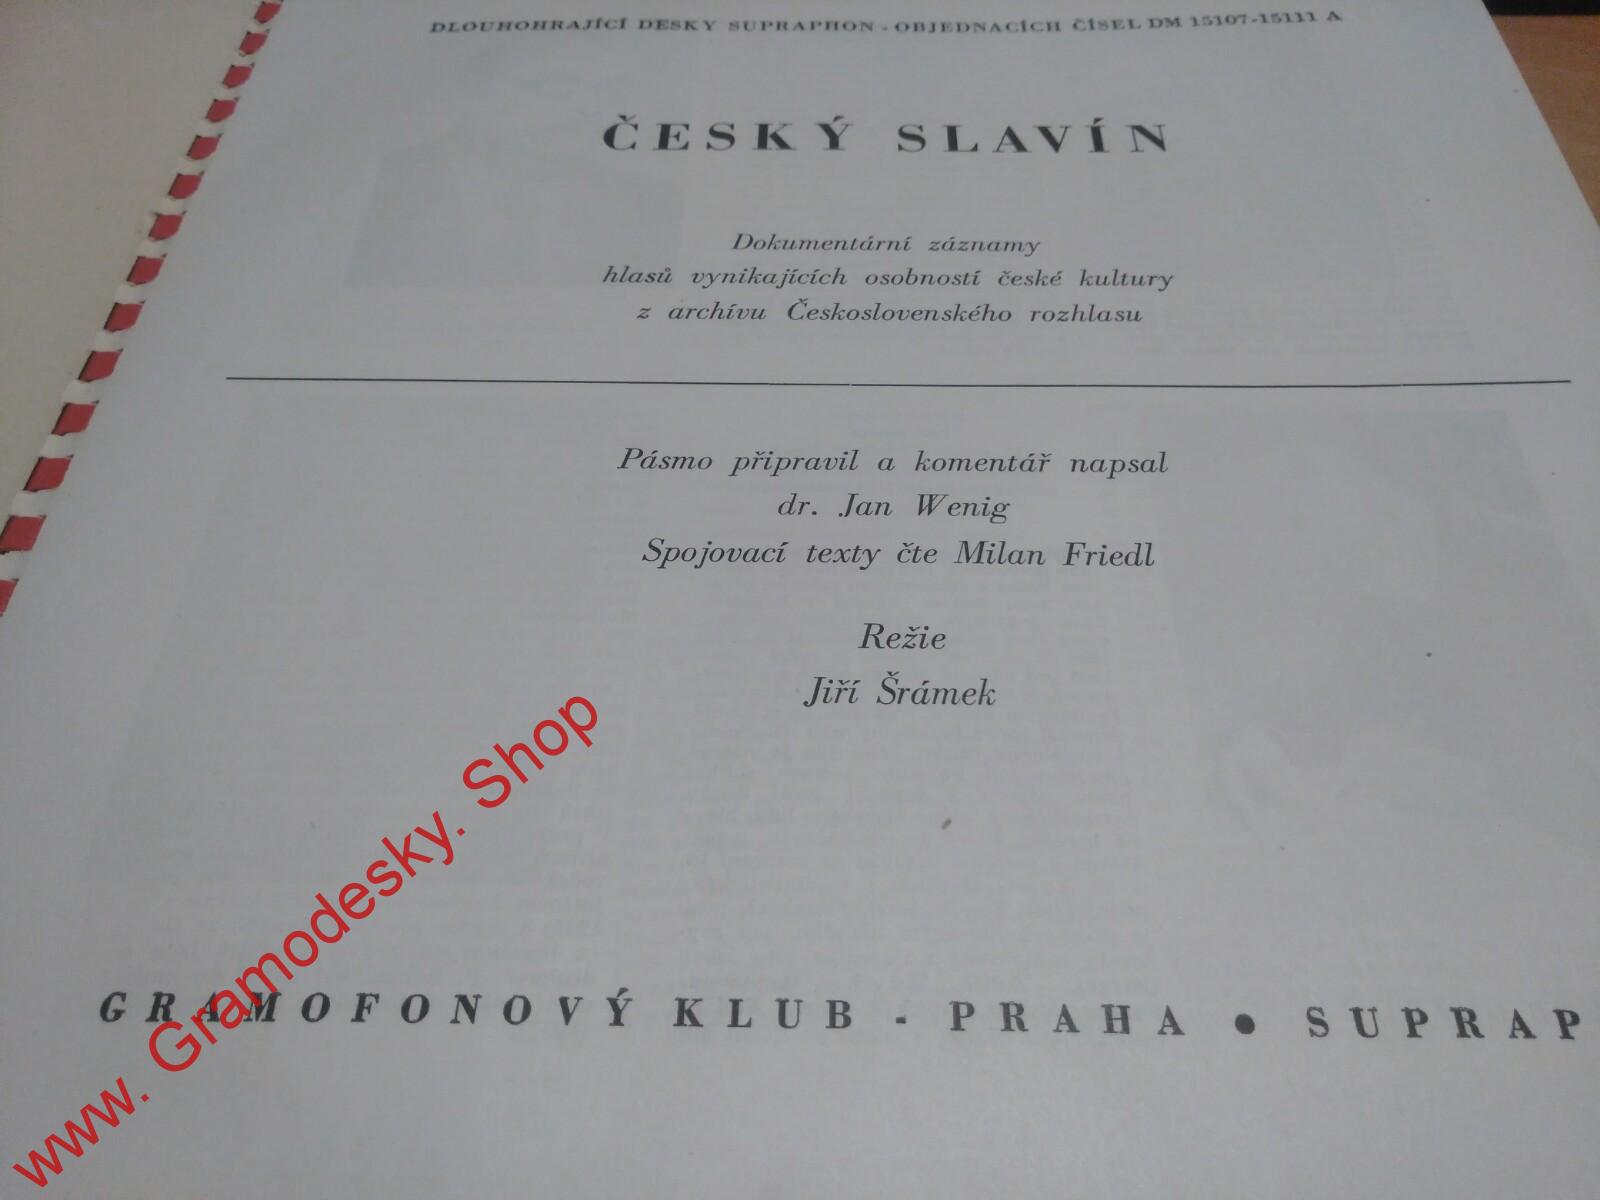 DLOUHOHRAJÍCÍ DESKY SUPRAPHON - OBJEDNACÍCH ČÍSEL DM 15107-15111 A
ČESKÝ SLAVÍN
Dokumentární záznamy
hlasů vynikajících osobností české kultury
z archívu Československého rozhlasu
Pásmo připravil a komentář napsal
dr. Jan Wenig
Spojovací texty čte Milan Friedl
Režie
Jiří Šrámek
GRAMOFONOVÝ KLUB - PRAHA ● SUPRAP
www. Gramodesky. Shop